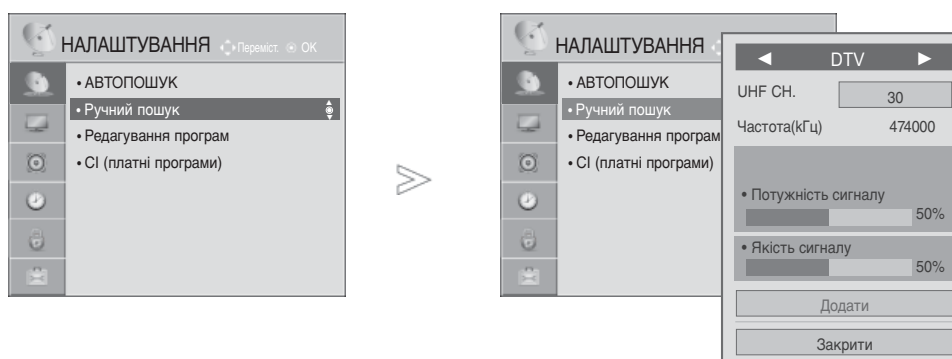 НАЛАШТУВАННЯ Переміст. OK
• АВТОПОШУК
• Ручний пошук
• Редагування програм
• CI (платні програми)
НАЛАШТУВАННЯ
• АВТОПОШУК
• Ручний пошук
• Редагування програм
• CI (платні програми)
◄ DTV ►
UHF CH. 30
Частота(kГц) 474000
• Потужність сигналу
50%
• Якість сигналу
50%
Додати
Закрити